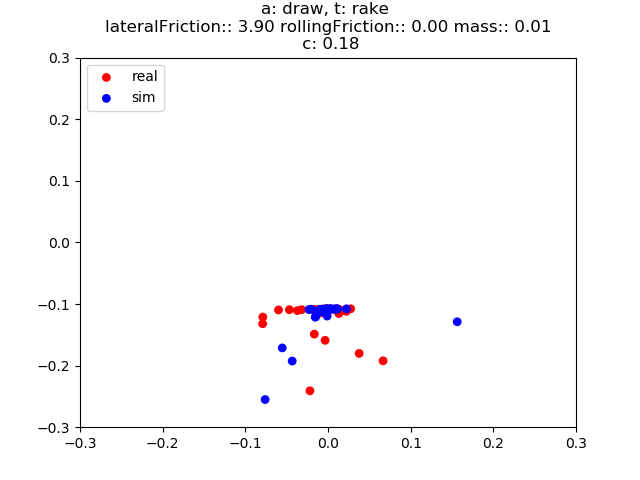 a: draw, t: rake
lateralFriction:: 3.90 rollingFriction:: 0.00 mass:: 0.01
c: 0.18
real
sim
0.3
0.2
0.1
0.0
−0.1
−0.2
−0.3
−0.3 −0.2 −0.1 0.0 0.1 0.2 0.3